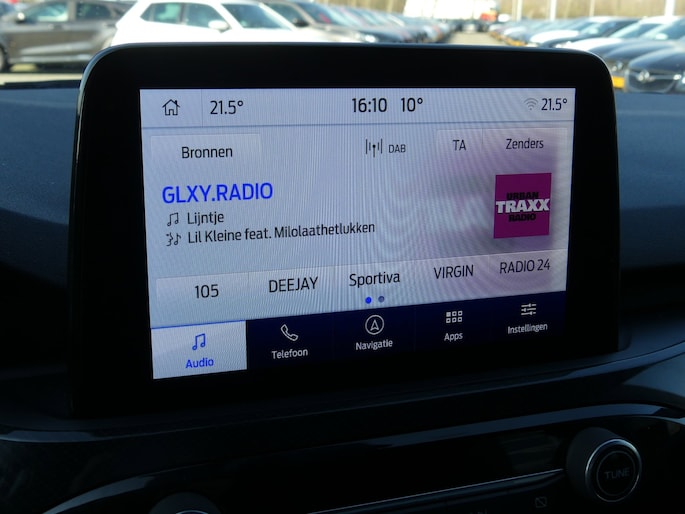 21.5° 16:10 10° 21.5°
Bronnen DAB TA Zenders
GLXY.RADIO
Lijntje
Lil Kleine feat. Milolaathetlukken
URBAN
TRAXX
RADIO
105 DEEJAY Sportiva VIRGIN RADIO 24
Audio Telefoon Navigatie Apps Instellingen
TUNE